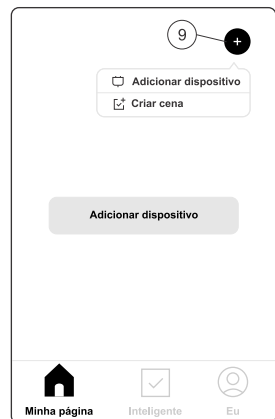 9
+
Adicionar dispositivo
Criar cena
Adicionar dispositivo
Minha página Inteligente Eu